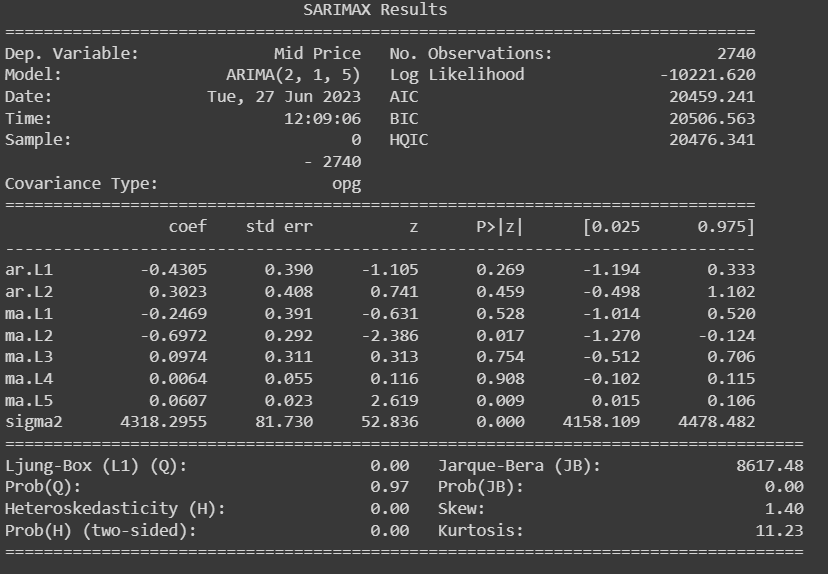 SARIMAX Results
==============================================================================
Dep. Variable:              Mid Price   No. Observations:                 2740
Model:                 ARIMA(2, 1, 5)   Log Likelihood              -10221.620
Date:                Tue, 27 Jun 2023   AIC                          20459.241
Time:                        12:09:06   BIC                          20506.563
Sample:                             0   HQIC                         20476.341
                               - 2740
Covariance Type:                  opg
==============================================================================
                 coef    std err          z      P>|z|      [0.025      0.975]
------------------------------------------------------------------------------
ar.L1         -0.4305      0.390     -1.105      0.269      -1.194       0.333
ar.L2          0.3023      0.408      0.741      0.459      -0.498       1.102
ma.L1         -0.2469      0.391     -0.631      0.528      -1.014       0.520
ma.L2         -0.6972      0.292     -2.386      0.017      -1.270      -0.124
ma.L3          0.0974      0.311      0.313      0.754      -0.512       0.706
ma.L4          0.0064      0.055      0.116      0.908      -0.102       0.115
ma.L5          0.0607      0.023      2.619      0.009       0.015       0.106
sigma2      4318.2955     81.730     52.836      0.000    4158.109    4478.482
===================================================================================
Ljung-Box (L1) (Q):                   0.00   Jarque-Bera (JB):              8617.48
Prob(Q):                              0.97   Prob(JB):                         0.00
Heteroskedasticity (H):               0.00   Skew:                             1.40
Prob(H) (two-sided):                  0.00   Kurtosis:                        11.23
===================================================================================